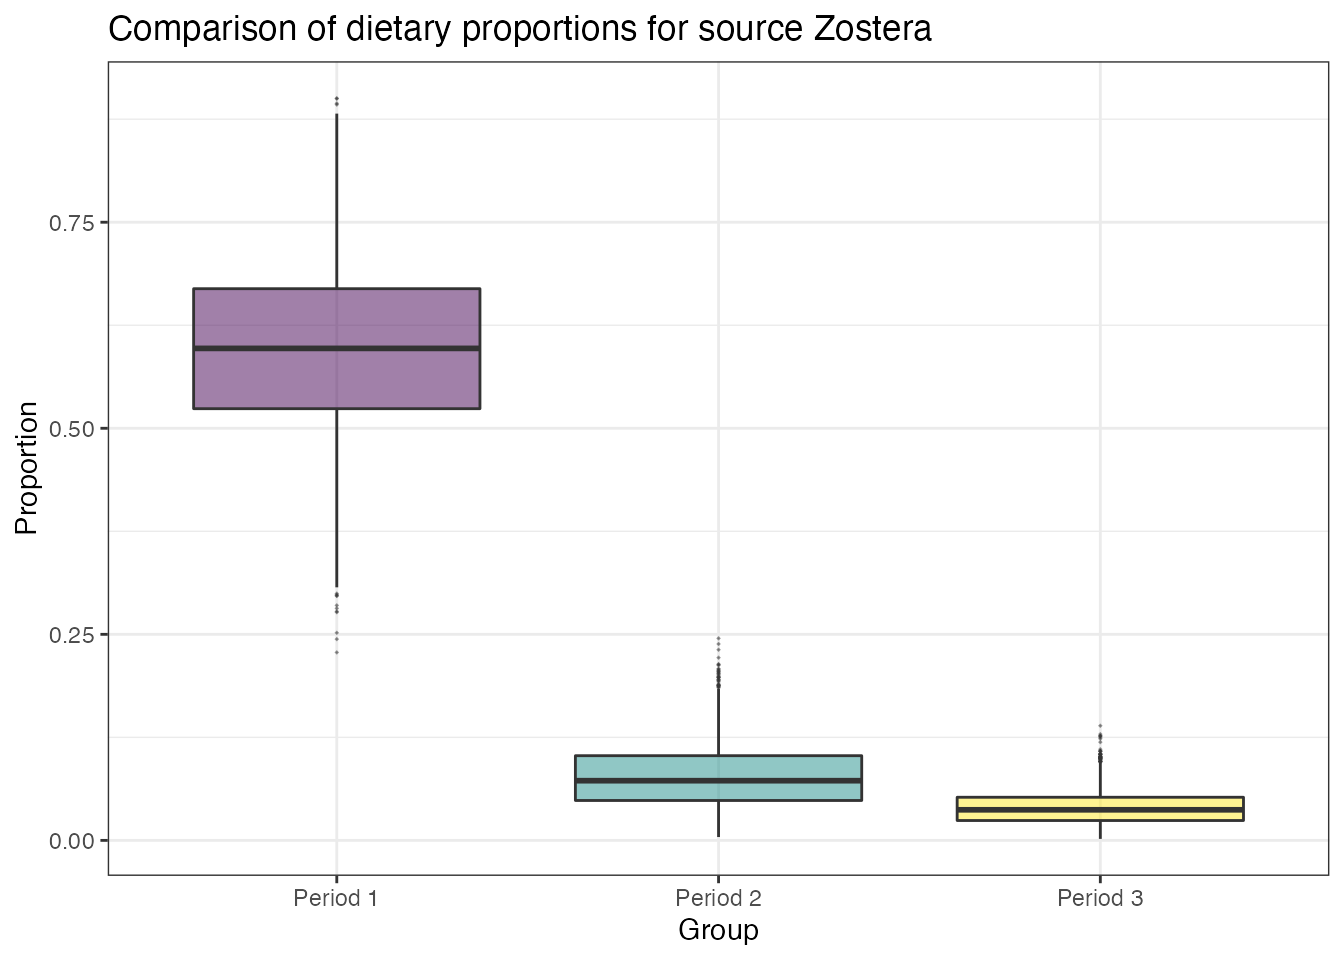 Comparison of dietary proportions for source Zostera
Proportion
0.75
0.50
0.25
0.00
Period 1
Period 2
Period 3
Group